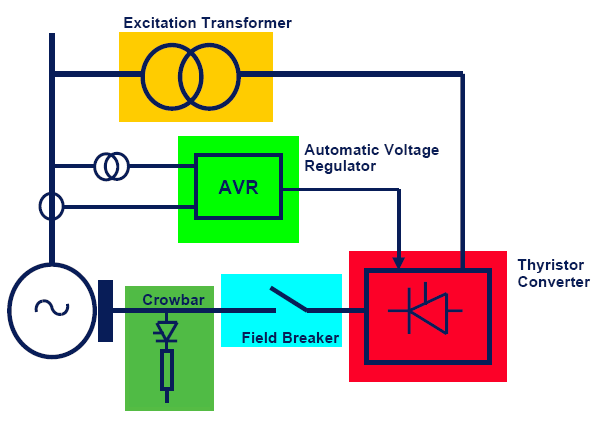 Excitation Transformer
Automatic Voltage
Regulator
AVR
Thyristor
Converter
Crowbar
Field Breaker